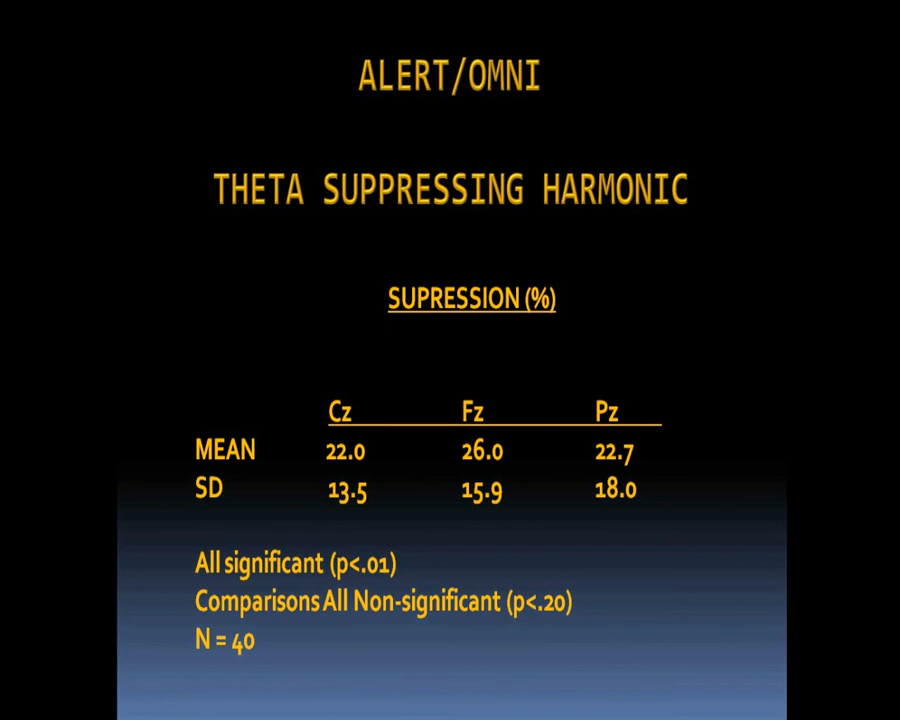 ALERT/OMNI
THETA SUPPRESSING HARMONIC
SUPRESSION (%)
Cz Fz Pz
MEAN 22.0 26.0 22.7
SD 13.5 15.9 18.0
All significant (p<.01)
Comparisons All Non-significant (p<.20)
N = 40